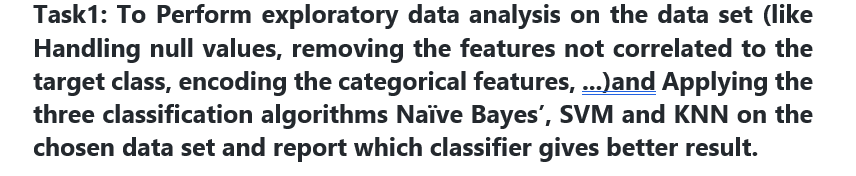 Task1: To Perform exploratory data analysis on the data set (like
Handling null values, removing the features not correlated to the
target class, encoding the categorical features, ...)and Applying the
three classification algorithms Naïve Bayes’, SVM and KNN on the
chosen data set and report which classifier gives better result.